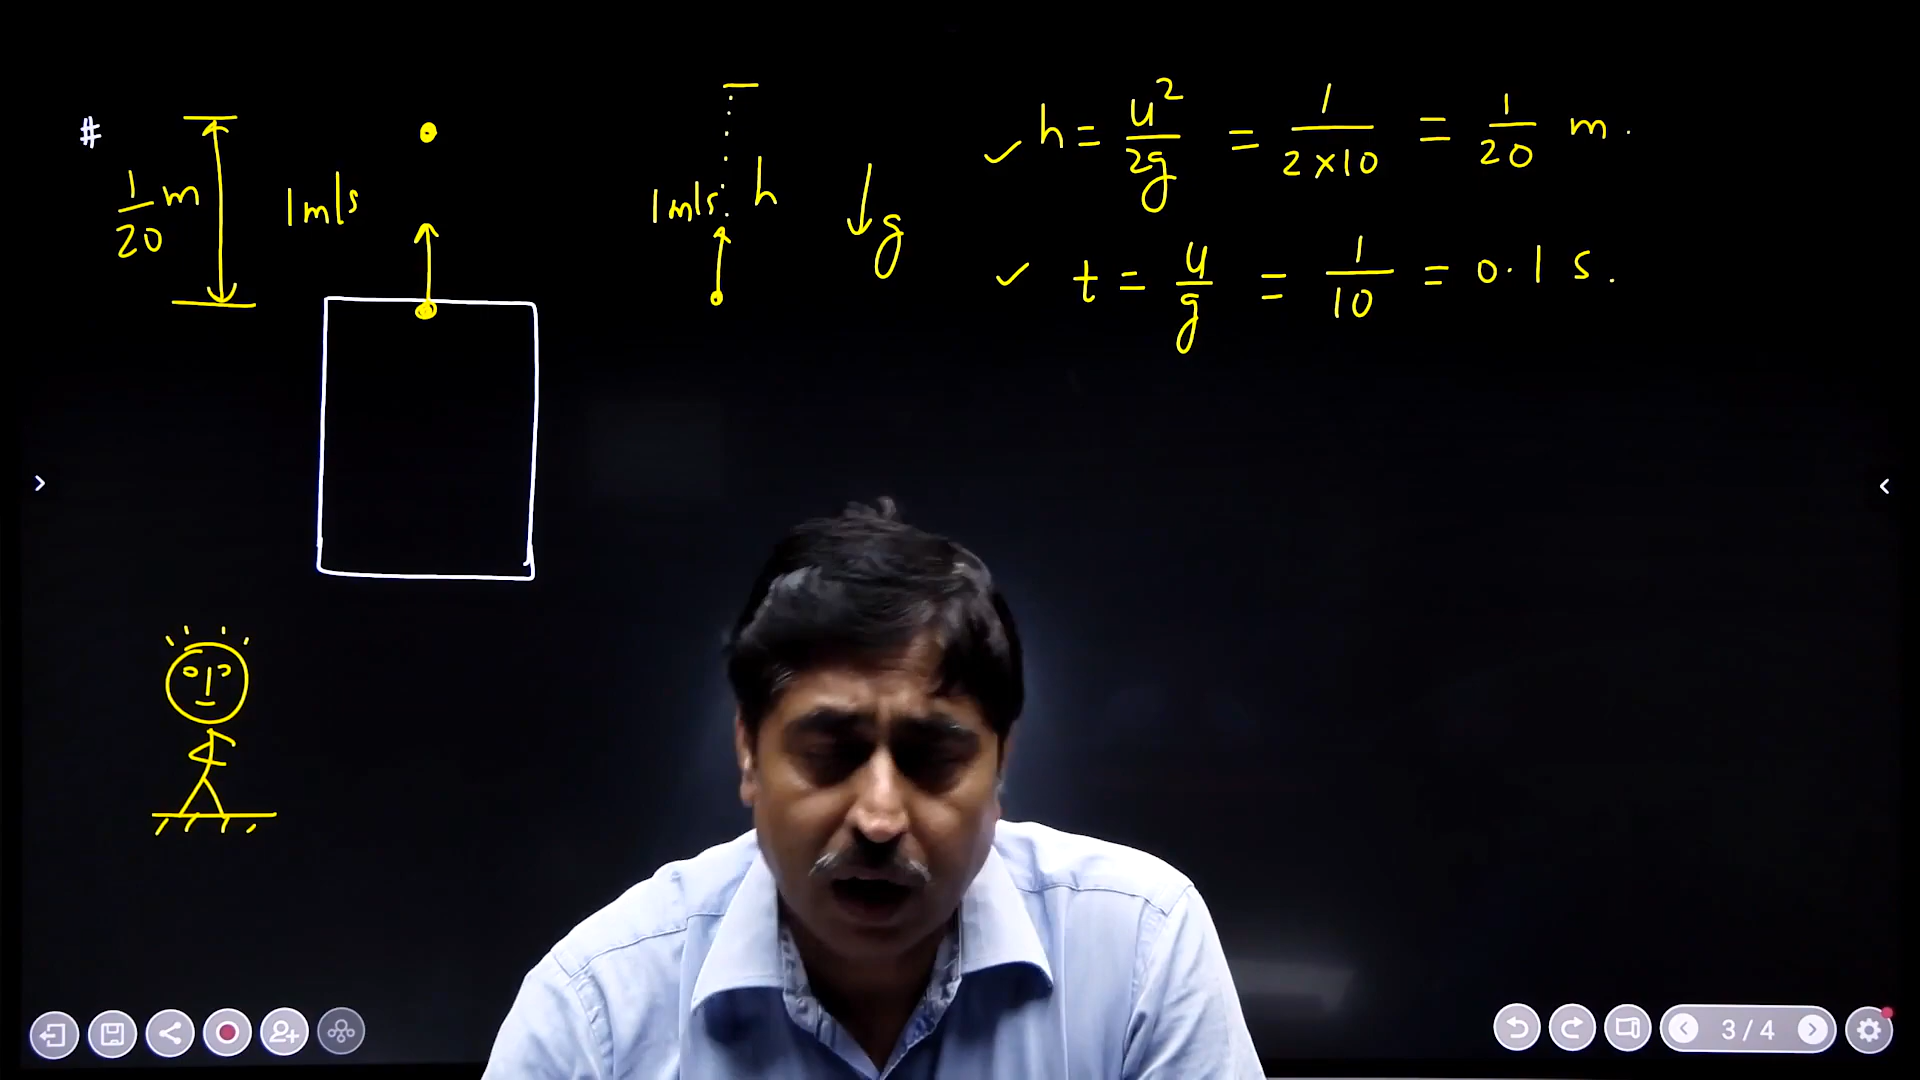 #
1/20 m
1m/s
1m/s
h
g
h = u²/2g = 1/2×10 = 1/20 m.
t = u/g = 1/10 = 0.1 s.
3 / 4